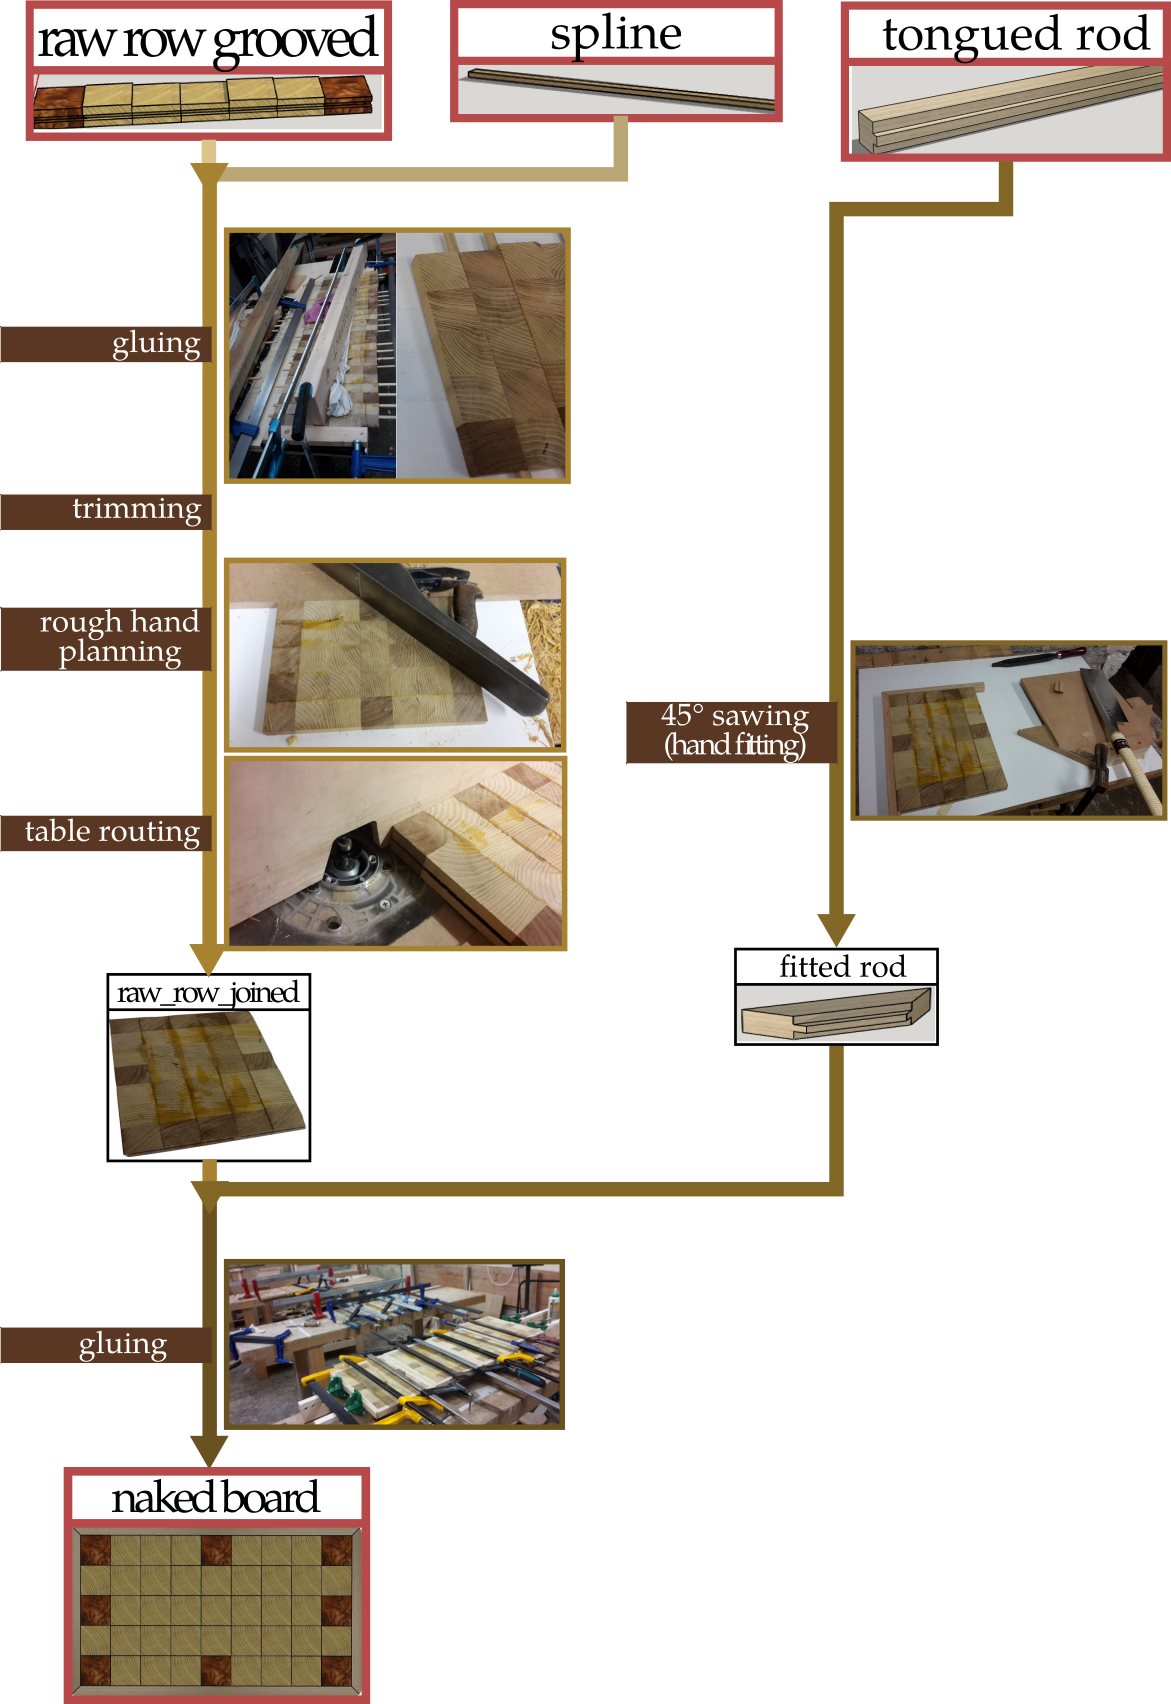 raw row grooved
spline
tongued rod
gluing
trimming
rough hand
planning
45° sawing
(hand fitting)
table routing
fitted rod
raw_row_joined
gluing
naked board